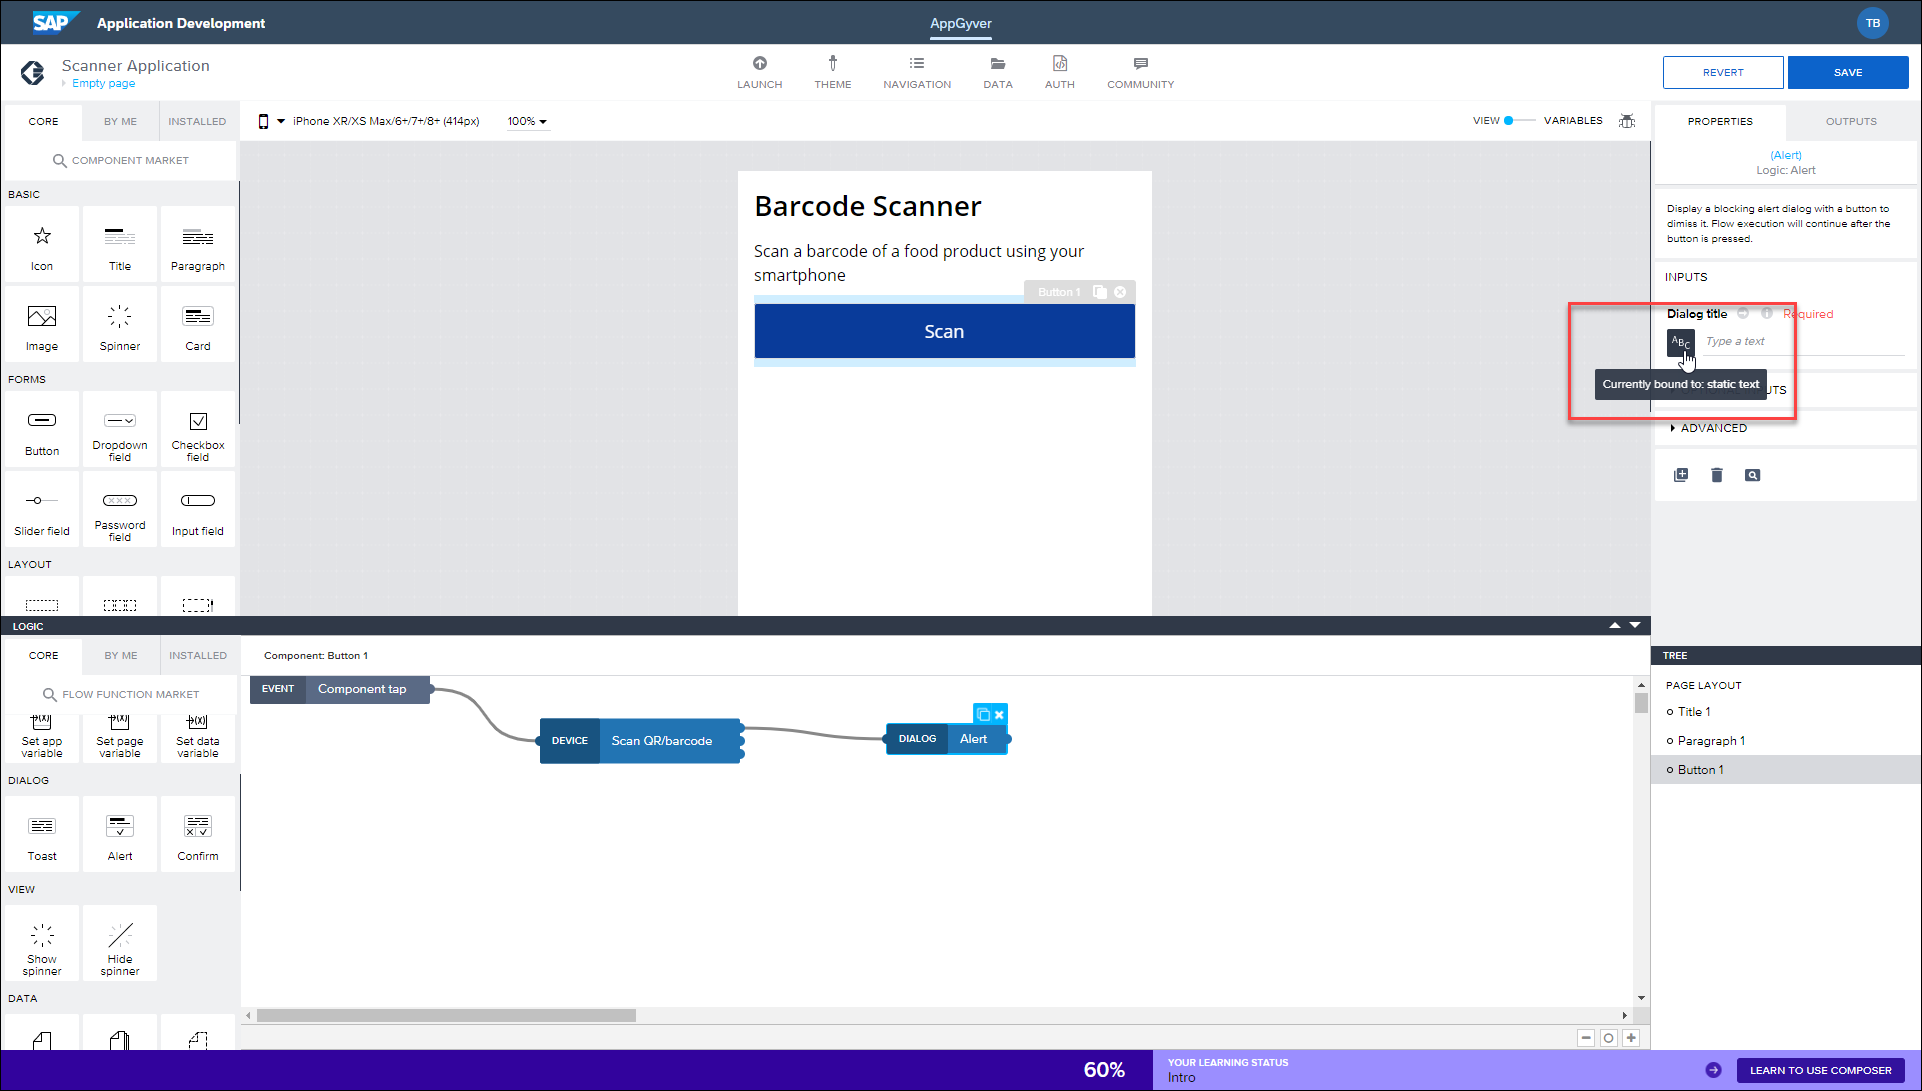 SAP Application Development
AppGyver
TB
Scanner Application
Empty page
LAUNCH
THEME
NAVIGATION
DATA
AUTH
COMMUNITY
REVERT
SAVE
CORE
BY ME
INSTALLED
iPhone XR/XS Max/6+/7+/8+ (414px)
100%
VIEW
VARIABLES
PROPERTIES
OUTPUTS
COMPONENT MARKET
BASIC
Icon
Title
Paragraph
Image
Spinner
Card
FORMS
Button
Dropdown
field
Checkbox
field
Slider field
Password
field
Input field
LAYOUT
Barcode Scanner
Scan a barcode of a food product using your
smartphone
Button 1
Scan
(Alert)
Logic: Alert
Display a blocking alert dialog with a button to
dimiss it. Flow execution will continue after the
button is pressed.
INPUTS
Dialog title
Required
ABC
Type a text
Currently bound to: static text
UTS
ADVANCED
LOGIC
CORE
BY ME
INSTALLED
Component: Button 1
FLOW FUNCTION MARKET
Set app
variable
Set page
variable
Set data
variable
DIALOG
Toast
Alert
Confirm
VIEW
Show
spinner
Hide
spinner
DATA
EVENT
Component tap
DEVICE
Scan QR/barcode
DIALOG
Alert
TREE
PAGE LAYOUT
Title 1
Paragraph 1
Button 1
60%
YOUR LEARNING STATUS
Intro
LEARN TO USE COMPOSER